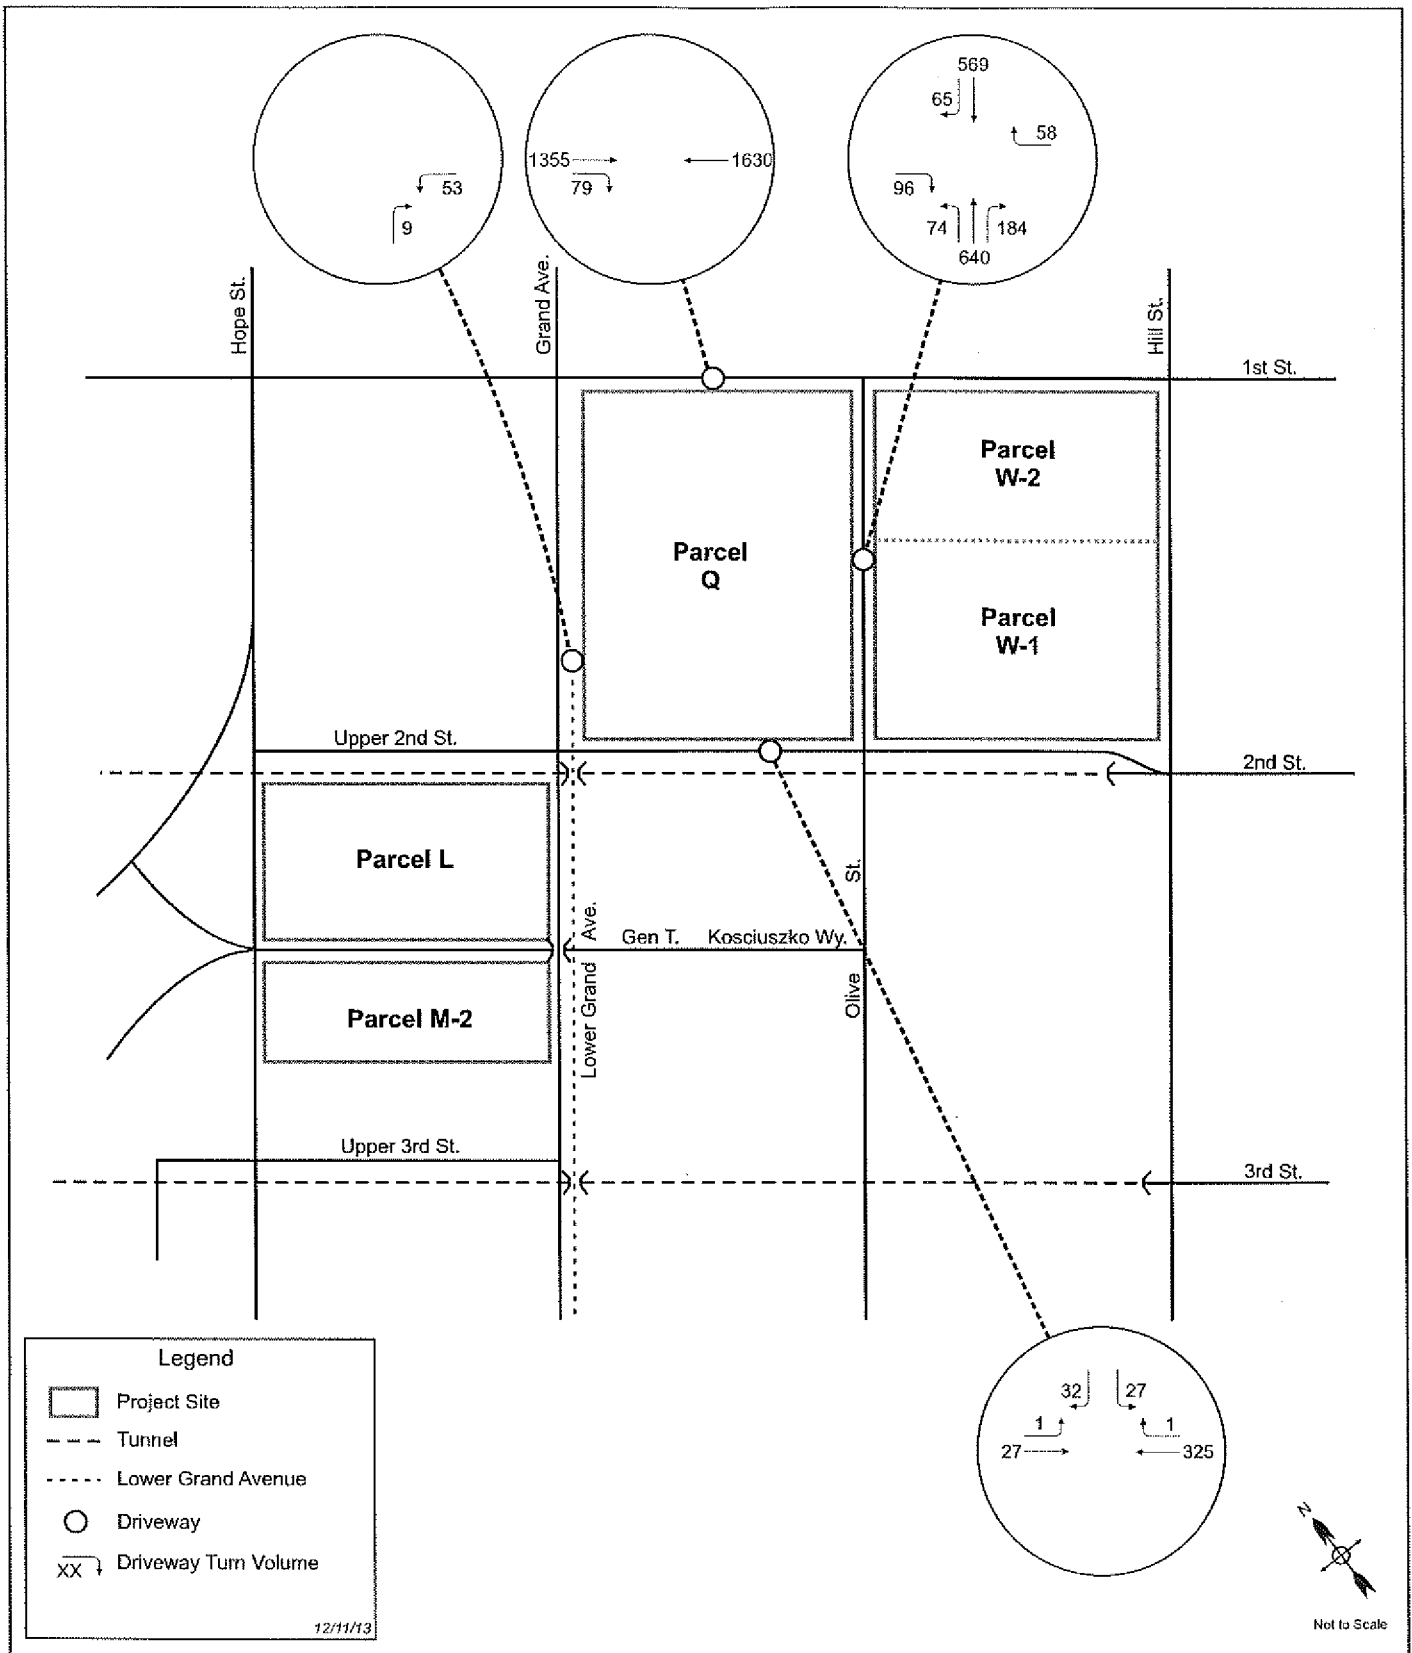 569
65
58
1355
1630
53
79
96
9
74
184
640
Hope St.
Grand Ave.
Hill St.
1st St.
Parcel
W-2
Parcel
Q
Parcel
W-1
Upper 2nd St.
2nd St.
Parcel L
St.
Ave.
Gen T. Kosciuszko Wy.
Olive
Parcel M-2
Lower Grand
Upper 3rd St.
3rd St.
Legend
Project Site
Tunnel
Lower Grand Avenue
Driveway
XX Driveway Turn Volume
12/11/13
32
27
1
1
27
325
N
Not to Scale